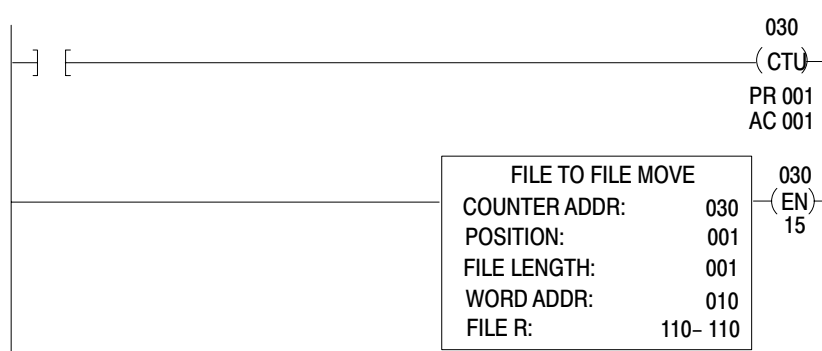 030
CTU
PR 001
AC 001
FILE TO FILE MOVE
COUNTER ADDR: 030
POSITION: 001
FILE LENGTH: 001
WORD ADDR: 010
FILE R: 110– 110
030
EN
15